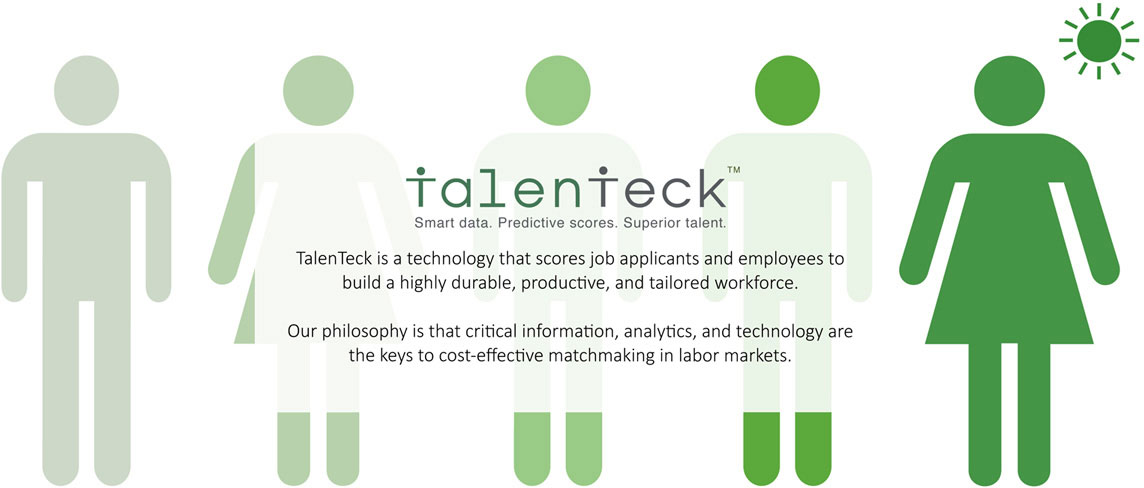 talenTeck™
Smart data. Predictive scores. Superior talent.
TalenTeck is a technology that scores job applicants and employees to
build a highly durable, productive, and tailored workforce.
Our philosophy is that critical information, analytics, and technology are
the keys to cost-effective matchmaking in labor markets.